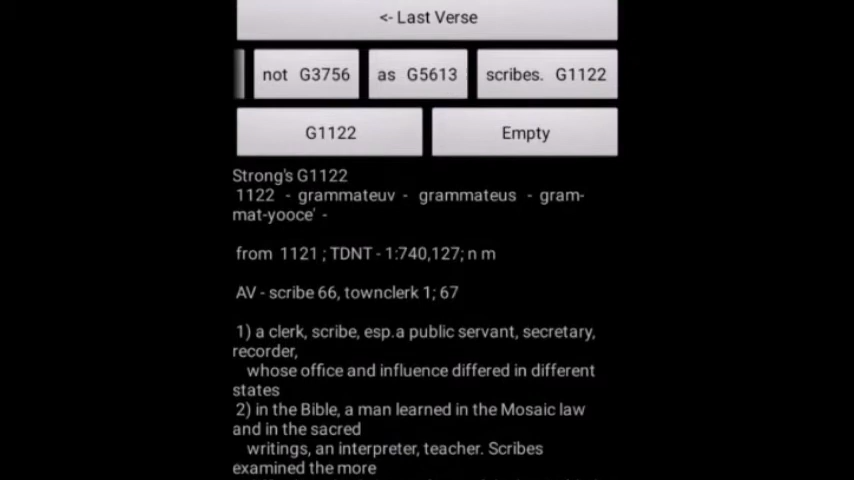 <- Last Verse
not G3756 as G5613 scribes. G1122
G1122 Empty
Strong's G1122
1122 - grammateuv - grammateus - gram-
mat-yooce' -
from 1121 ; TDNT - 1:740,127; n m
AV - scribe 66, townclerk 1; 67
1) a clerk, scribe, esp.a public servant, secretary,
recorder,
whose office and influence differed in different
states
2) in the Bible, a man learned in the Mosaic law
and in the sacred
writings, an interpreter, teacher. Scribes
examined the more